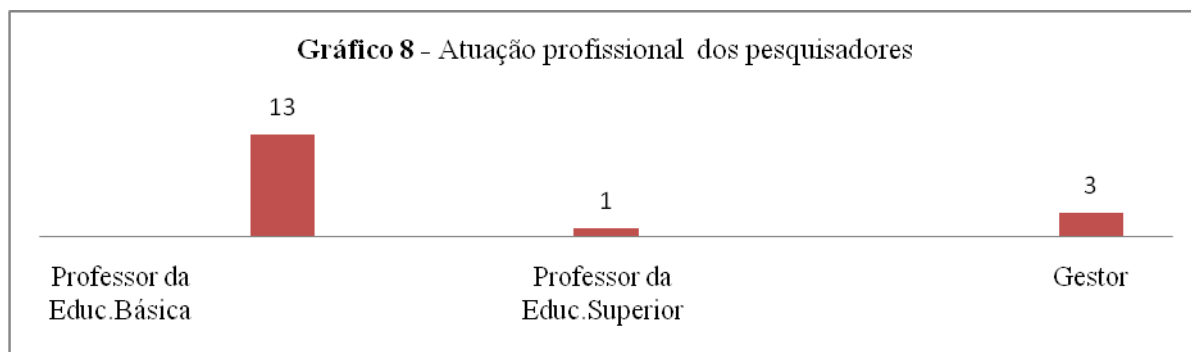 Gráfico 8 - Atuação profissional dos pesquisadores
13
1
3
Professor da
Educ.Básica
Professor da
Educ.Superior
Gestor